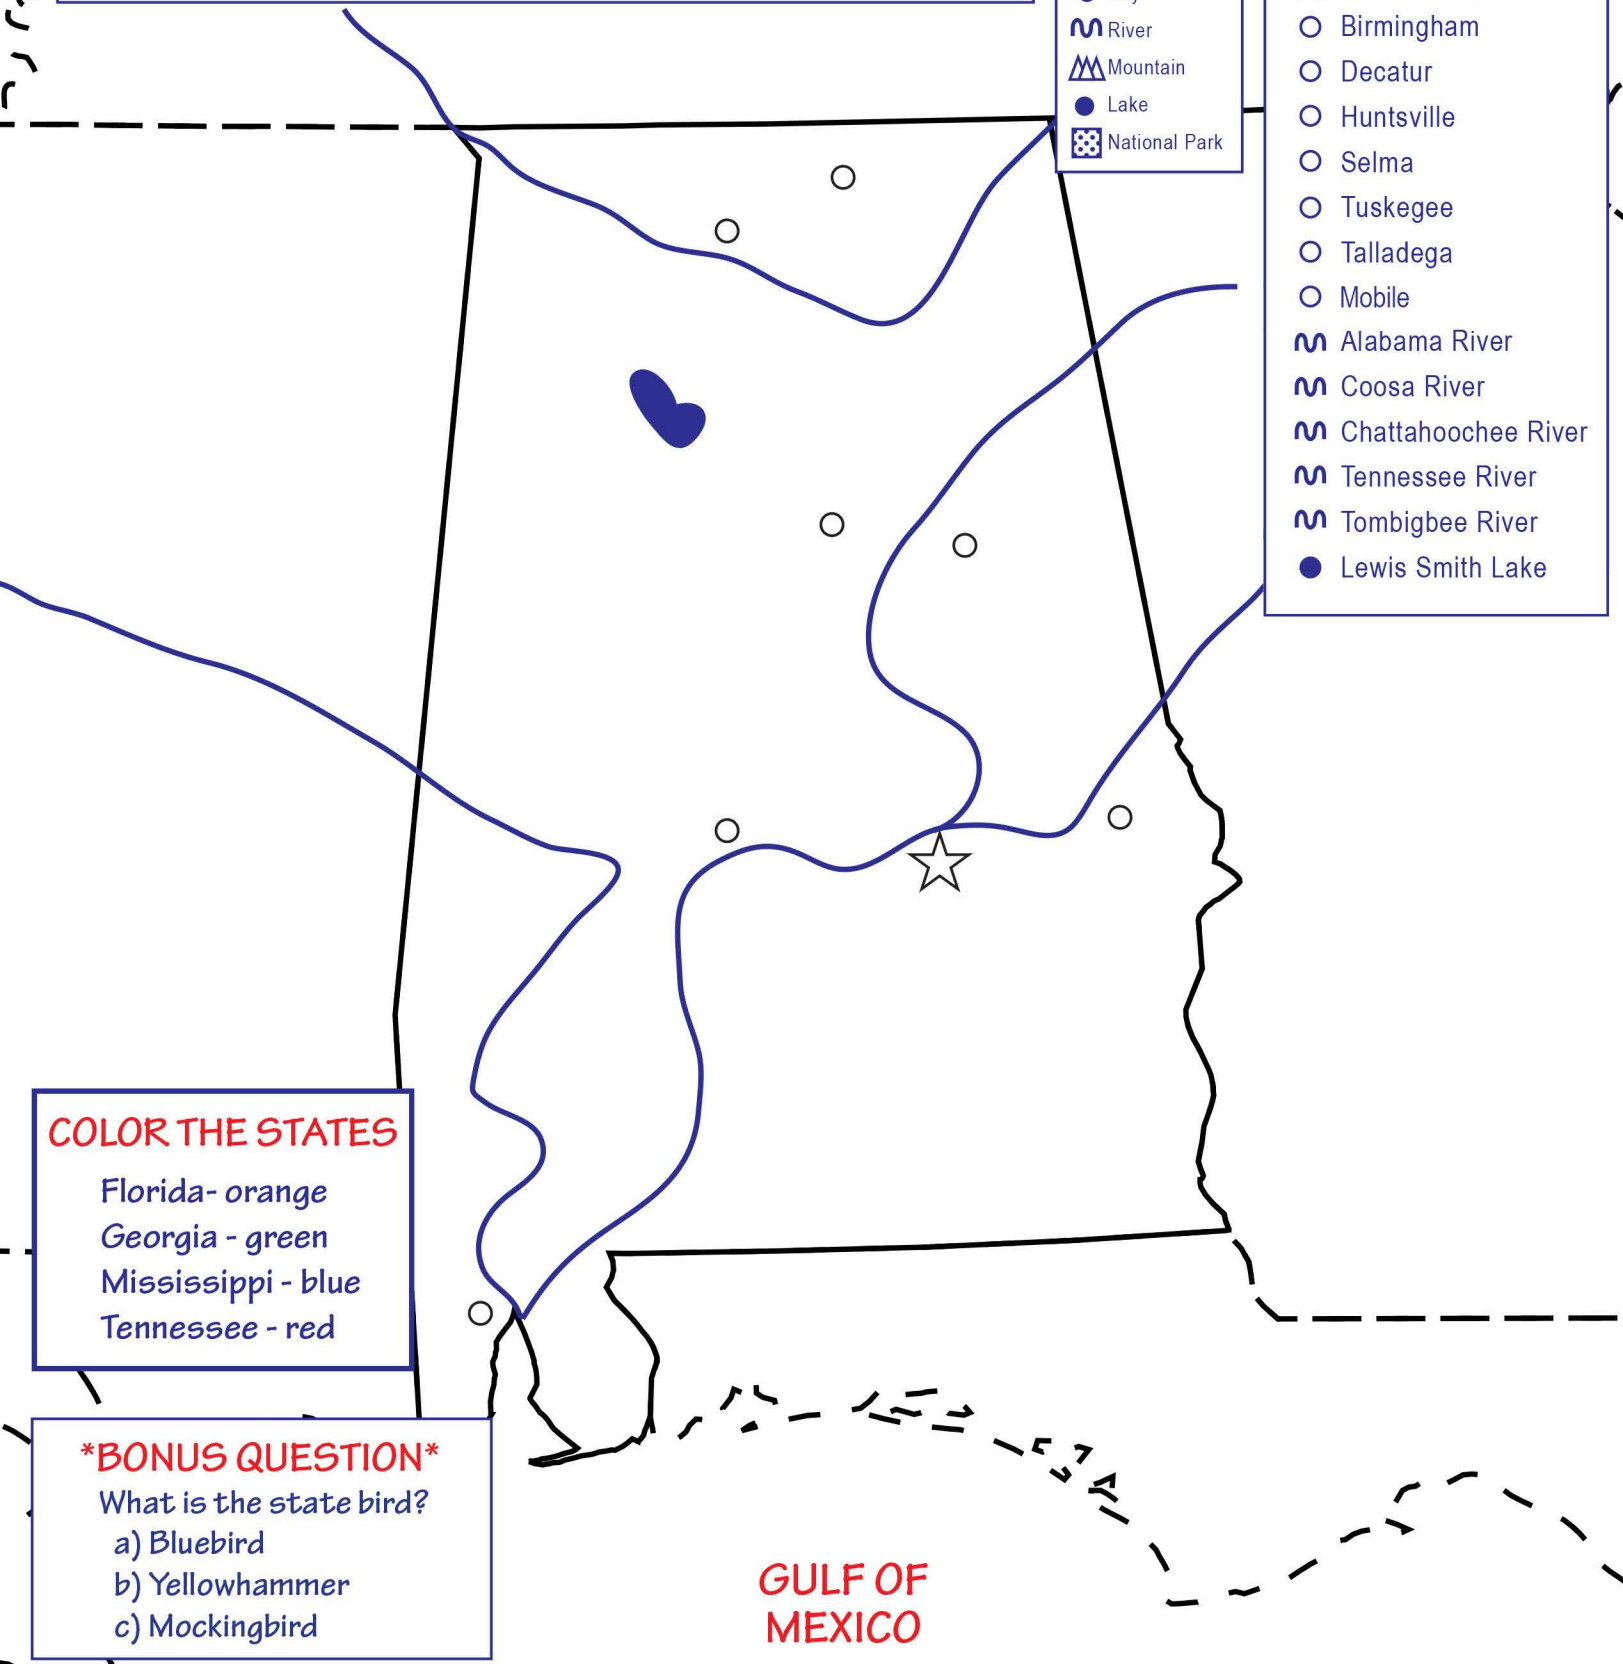 River
Mountain
Lake
National Park
Birmingham
Decatur
Huntsville
Selma
Tuskegee
Talladega
Mobile
Alabama River
Coosa River
Chattahoochee River
Tennessee River
Tombigbee River
Lewis Smith Lake
COLOR THE STATES
Florida- orange
Georgia - green
Mississippi - blue
Tennessee - red
*BONUS QUESTION*
What is the state bird?
a) Bluebird
b) Yellowhammer
c) Mockingbird
GULF OF
MEXICO